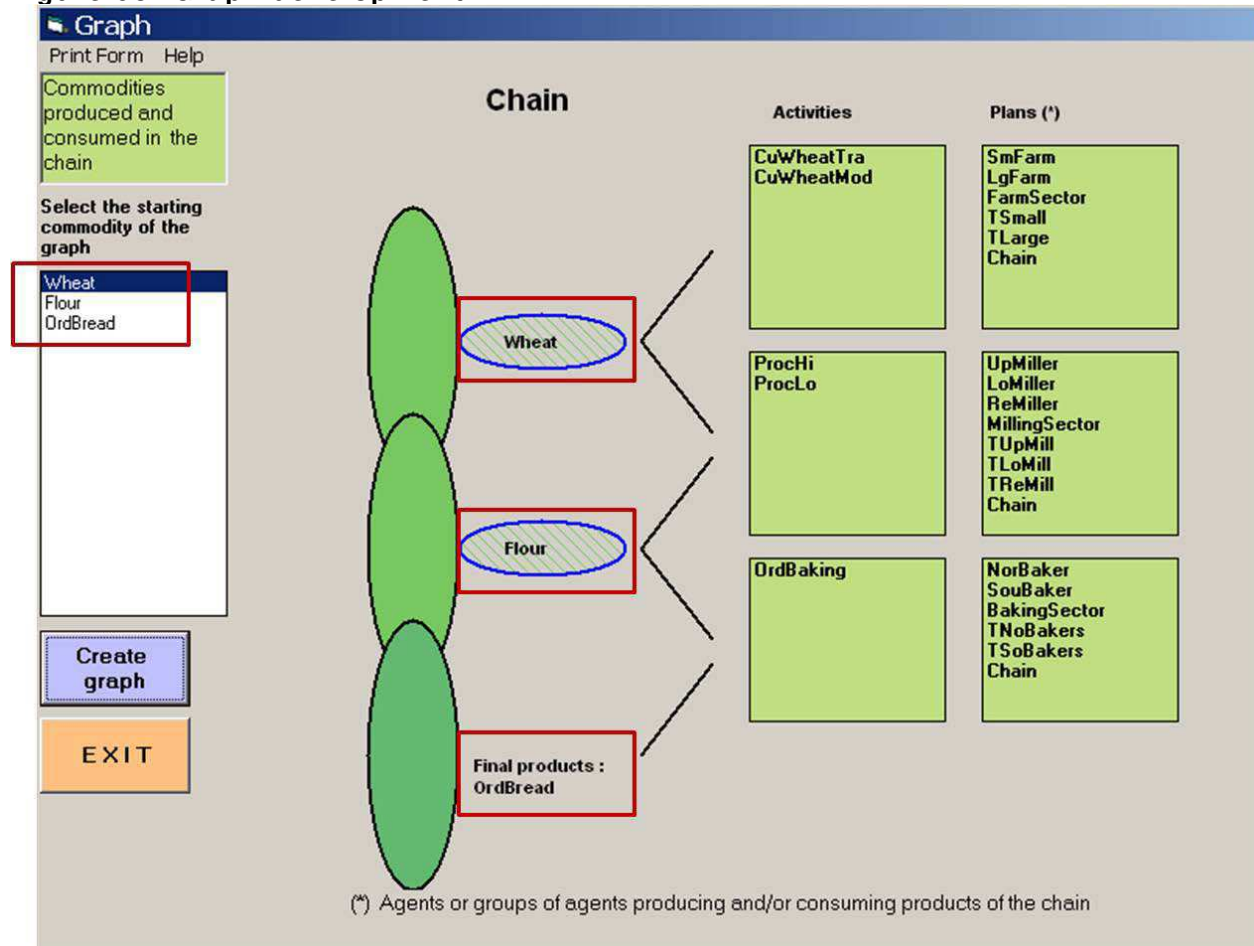 Graph
Print Form Help
Commodities
produced and
consumed in the
chain
Select the starting
commodity of the
graph
Wheat
Flour
OrdBread
Create
graph
EXIT
Chain
Wheat
Flour
Final products :
OrdBread
Activities
CuWheatTra
CuWheatMod
ProcHi
ProcLo
OrdBaking
Plans (*)
SmFarm
LgFarm
FarmSector
TSmall
TLarge
Chain
UpMiller
LoMiller
ReMiller
MillingSector
TUpMill
TLoMill
TReMill
Chain
NorBaker
SouBaker
BakingSector
TNoBakers
TSoBakers
Chain
(*) Agents or groups of agents producing and/or consuming products of the chain